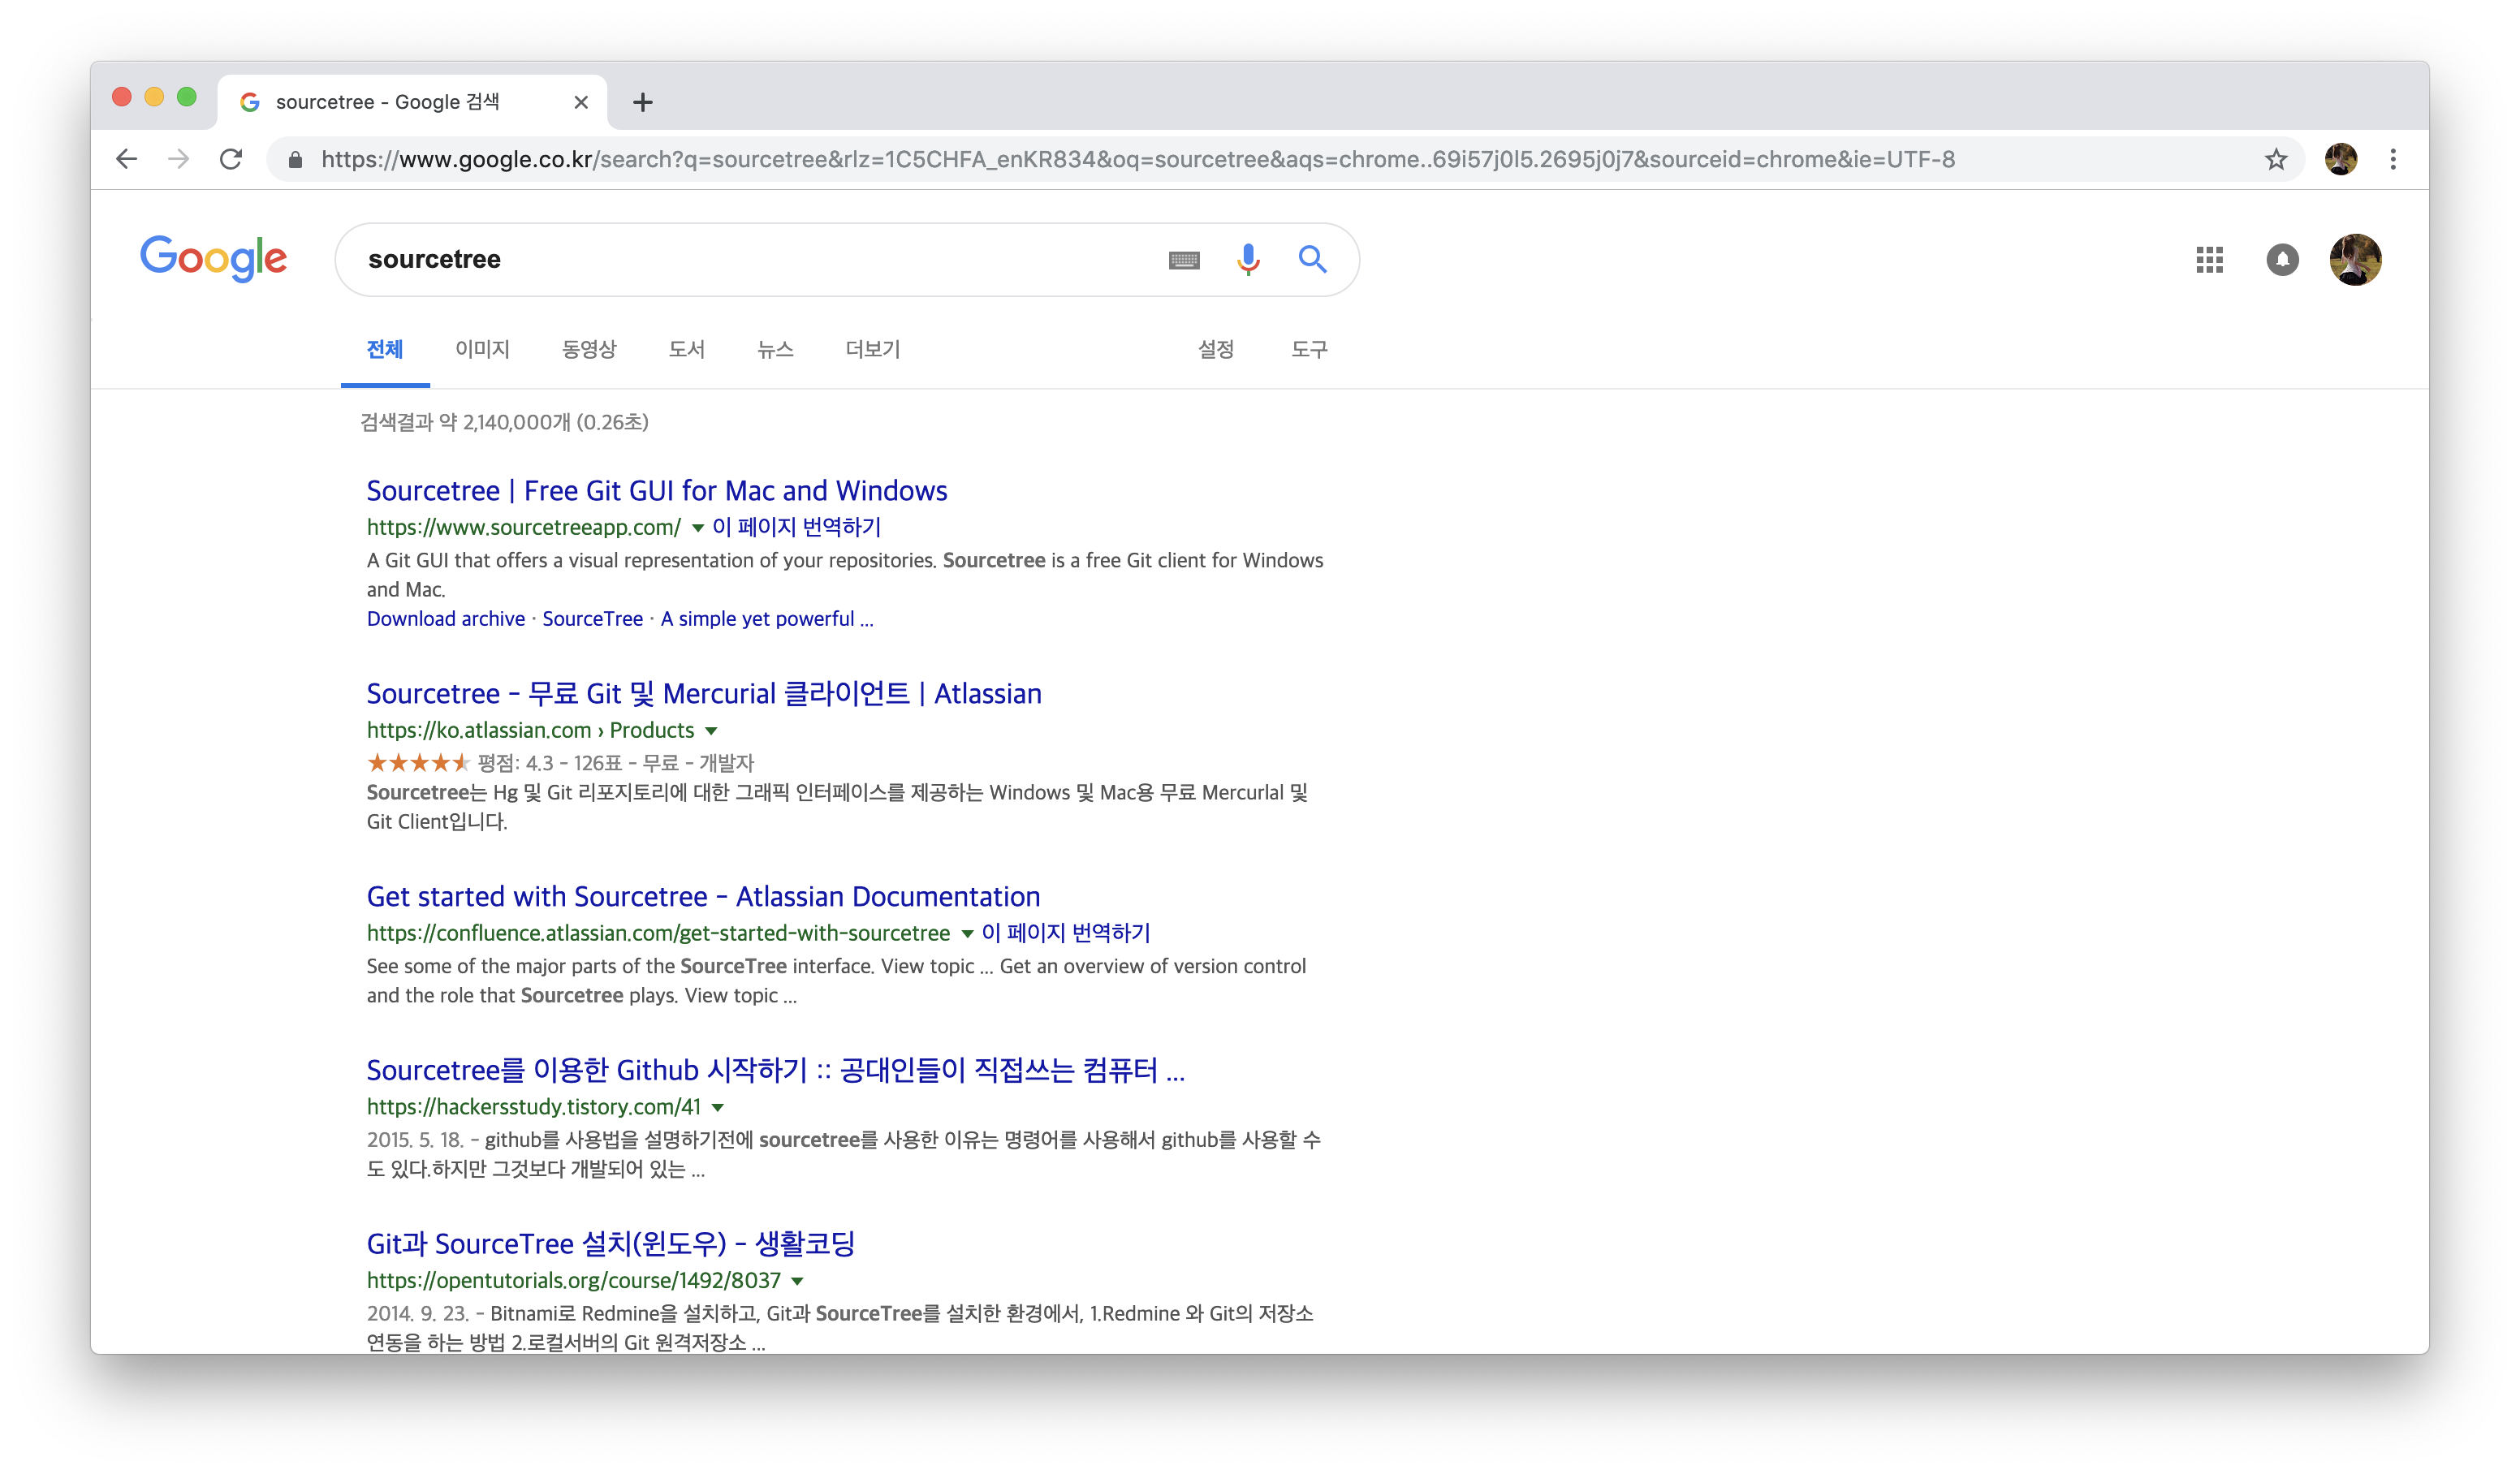 sourcetree - Google 검색
https://www.google.co.kr/search?q=sourcetree&rlz=1C5CHFA_enKR834&oq=sourcetree&aqs=chrome..69i57j0l5.2695j0j7&sourceid=chrome&ie=UTF-8
Google sourcetree
전체 이미지 동영상 도서 뉴스 더보기 설정 도구
검색결과 약 2,140,000개 (0.26초)
Sourcetree | Free Git GUI for Mac and Windows
https://www.sourcetreeapp.com/ ▼ 이 페이지 번역하기
A Git GUI that offers a visual representation of your repositories. Sourcetree is a free Git client for Windows
and Mac.
Download archive · SourceTree · A simple yet powerful ...
Sourcetree - 무료 Git 및 Mercurial 클라이언트 | Atlassian
https://ko.atlassian.com › Products ▼
평점: 4.3 - 126표 - 무료 - 개발자
Sourcetree는 Hg 및 Git 리포지토리에 대한 그래픽 인터페이스를 제공하는 Windows 및 Mac용 무료 Mercurlal 및
Git Client입니다.
Get started with Sourcetree - Atlassian Documentation
https://confluence.atlassian.com/get-started-with-sourcetree ▼ 이 페이지 번역하기
See some of the major parts of the SourceTree interface. View topic ... Get an overview of version control
and the role that Sourcetree plays. View topic ...
Sourcetree를 이용한 Github 시작하기 :: 공대인들이 직접쓰는 컴퓨터 ...
https://hackersstudy.tistory.com/41 ▼
2015. 5. 18. - github를 사용법을 설명하기전에 sourcetree를 사용한 이유는 명령어를 사용해서 github를 사용할 수
도 있다.하지만 그것보다 개발되어 있는 ...
Git과 SourceTree 설치(윈도우) - 생활코딩
https://opentutorials.org/course/1492/8037 ▼
2014. 9. 23. - Bitnami로 Redmine을 설치하고, Git과 SourceTree를 설치한 환경에서, 1.Redmine 와 Git의 저장소
연동을 하는 방법 2.로컬서버의 Git 원격저장소 ...